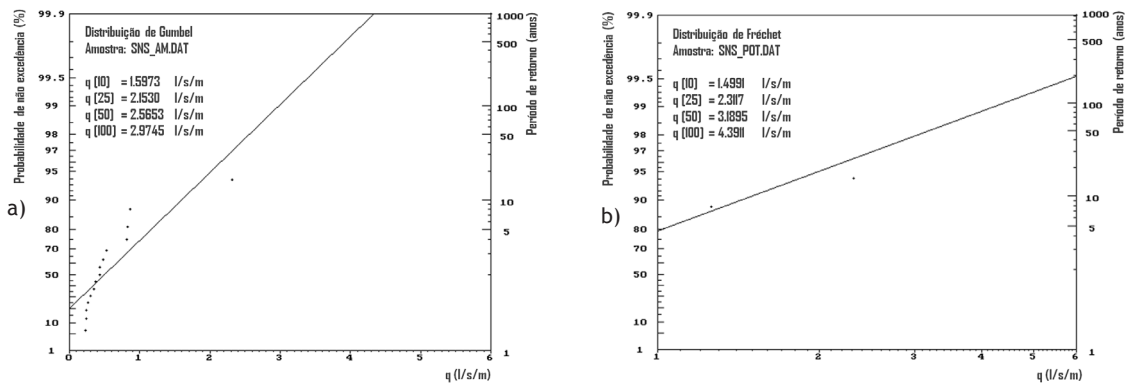 a)
Probabilidade de não excedência (%)
99.9
99.5
99
98
97
95
90
80
70
50
10
1
Distribuição de Gumbel
Amostra: SNS_AM.DAT
q (10) = 1.5973 l/s/m
q (25) = 2.1530 l/s/m
q (50) = 2.5653 l/s/m
q (100) = 2.9745 l/s/m
1000
500
100
50
10
5
1
Período de retorno (anos)
0 1 2 3 4 5 6
q (l/s/m)
b)
Probabilidade de não excedência (%)
99.9
99.5
99
98
97
95
90
80
70
50
10
1
Distribuição de Fréchet
Amostra: SNS_POT.DAT
q (10) = 1.4991 l/s/m
q (25) = 2.3117 l/s/m
q (50) = 3.1895 l/s/m
q (100) = 4.3911 l/s/m
1000
500
100
50
10
5
1
Período de retorno (anos)
1 2 3 4 5 6
q (l/s/m)